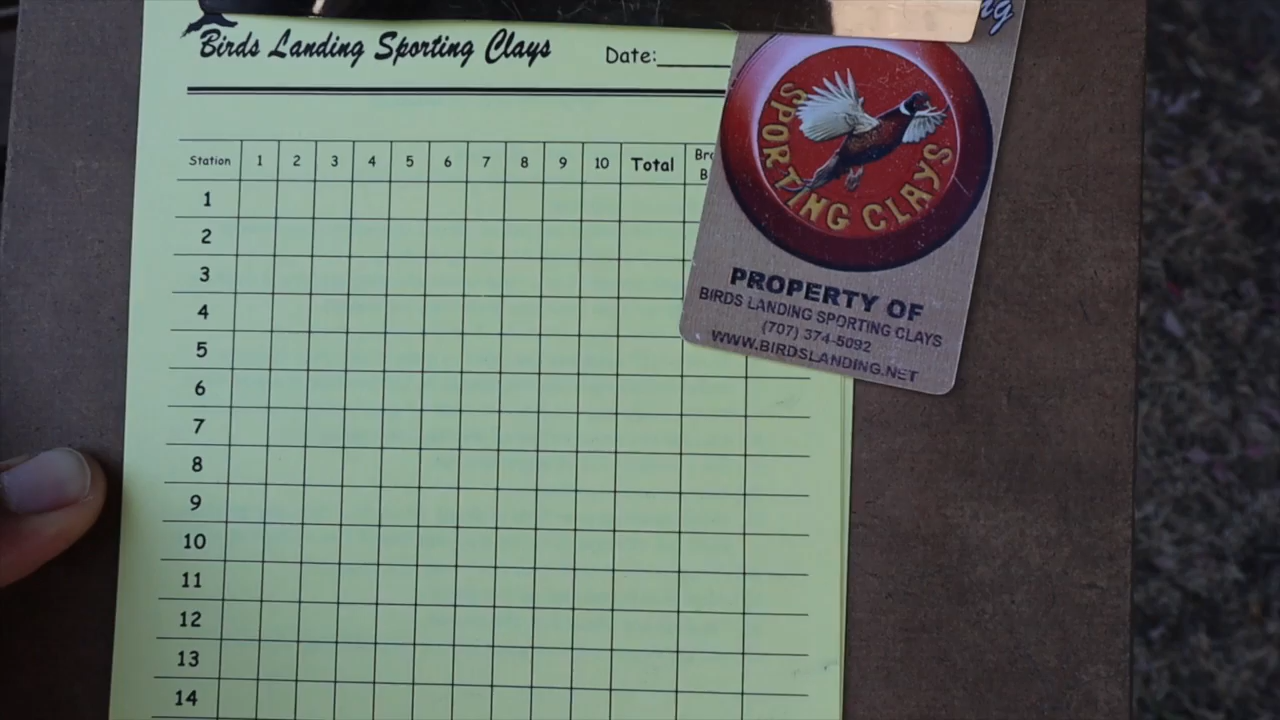 Birds Landing Sporting Clays
Date:
Station 1 2 3 4 5 6 7 8 9 10 Total
1
2
3
4
5
6
7
8
9
10
11
12
13
14
SPORTING CLAYS
PROPERTY OF
BIRDS LANDING SPORTING CLAYS
(707) 374-5092
WWW.BIRDSLANDING.NET